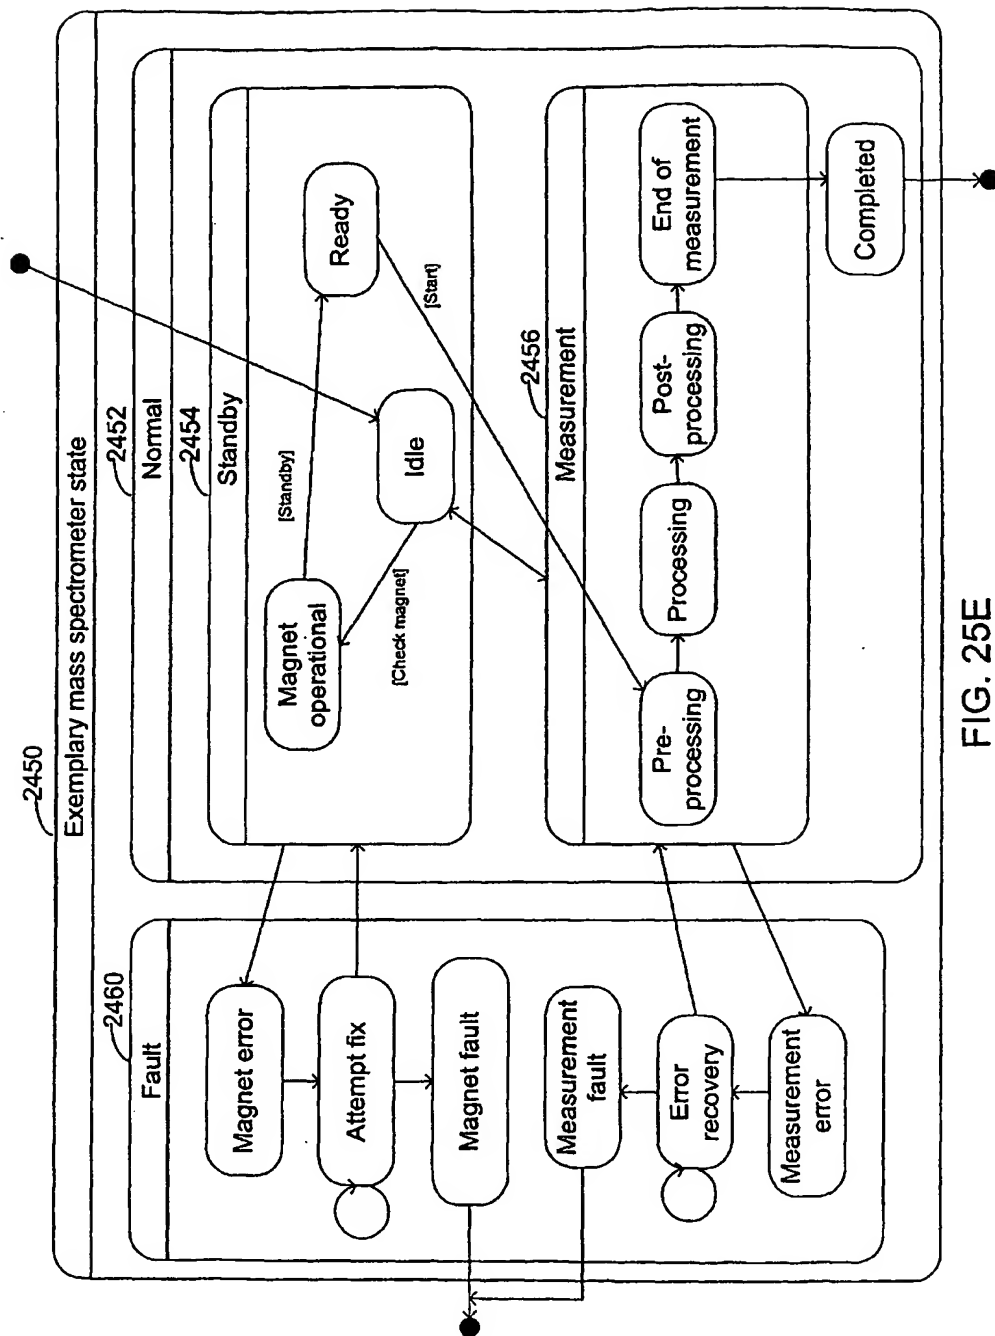 2450
Exemplary mass spectrometer state
2460
Fault
Magnet error
Attempt fix
Magnet fault
Measurement
fault
Error
recovery
Measurement
error
2452
Normal
2454
Standby
Magnet
operational
[Standby]
Ready
[Check magnet]
Idle
[Start]
2456
Measurement
Pre-
processing
Processing
Post-
processing
End of
measurement
Completed
FIG. 25E